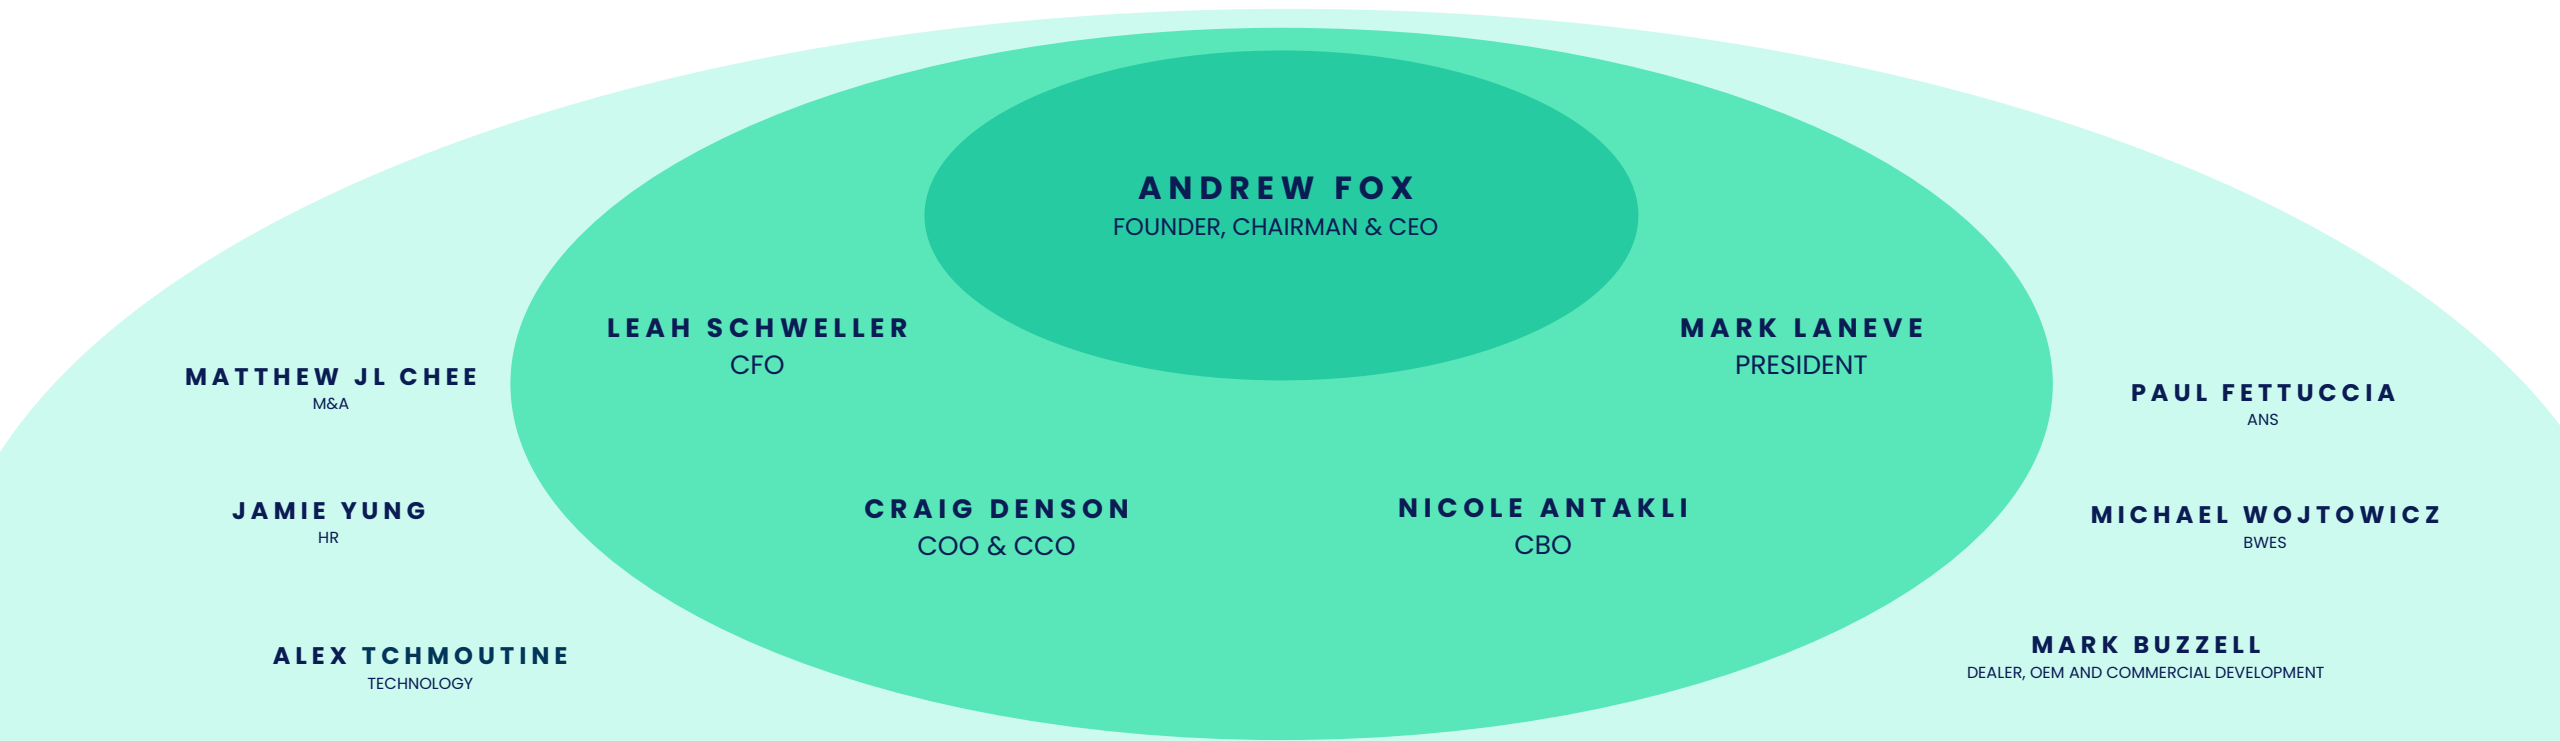 ANDREW FOX
FOUNDER, CHAIRMAN & CEO
LEAH SCHWELLER
CFO
MARK LANEVE
PRESIDENT
MATTHEW JL CHEE
M&A
PAUL FETTUCCIA
ANS
JAMIE YUNG
HR
CRAIG DENSON
COO & CCO
NICOLE ANTAKLI
CBO
MICHAEL WOJTOWICZ
BWES
ALEX TCHMOUTINE
TECHNOLOGY
MARK BUZZELL
DEALER, OEM AND COMMERCIAL DEVELOPMENT